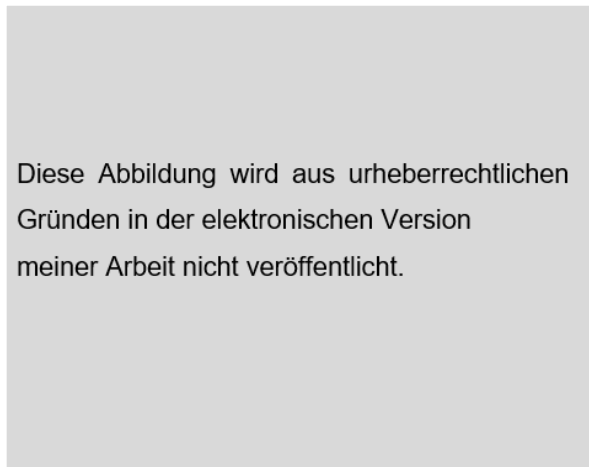 Diese Abbildung wird aus urheberrechtlichen
Gründen in der elektronischen Version
meiner Arbeit nicht veröffentlicht.